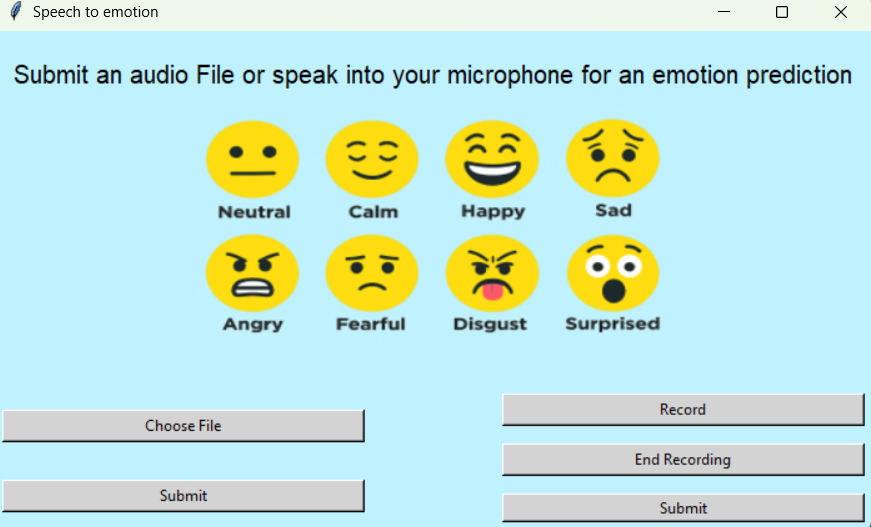 Speech to emotion
Submit an audio File or speak into your microphone for an emotion prediction
Neutral Calm Happy Sad
Angry Fearful Disgust Surprised
Choose File
Submit
Record
End Recording
Submit